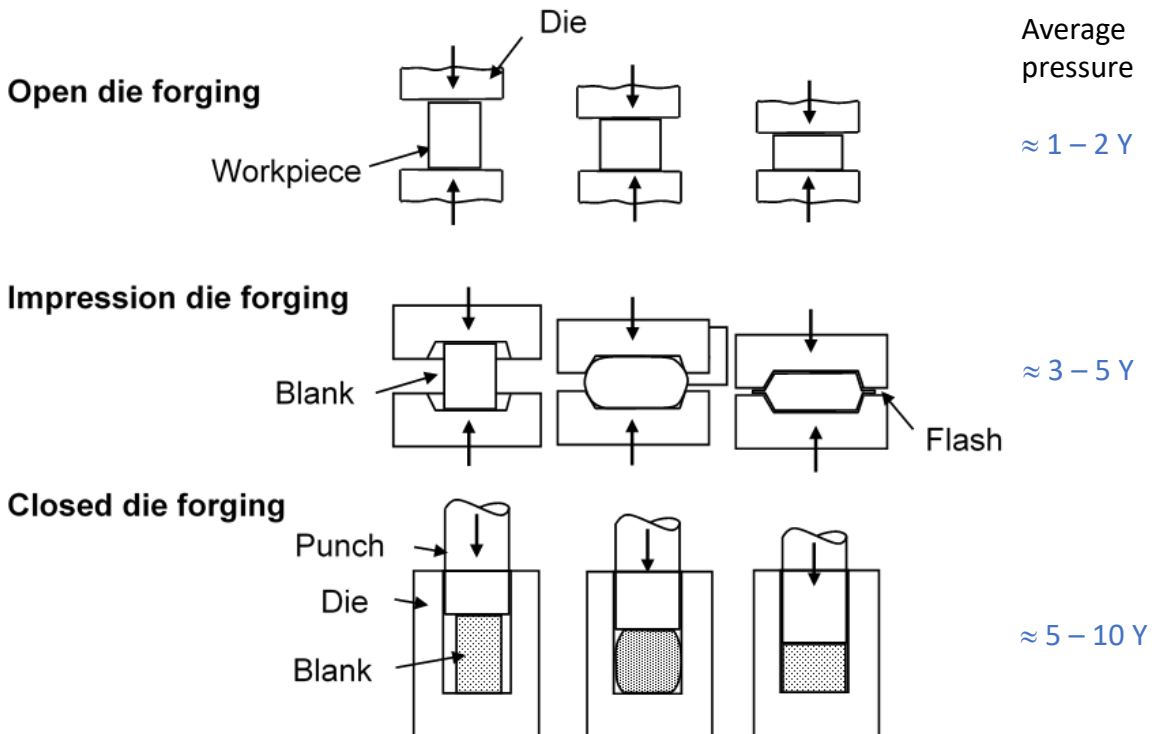 Die
Average
pressure
Open die forging
≈ 1 – 2 Y
Workpiece
Impression die forging
≈ 3 – 5 Y
Blank
Flash
Closed die forging
Punch
Die
≈ 5 – 10 Y
Blank